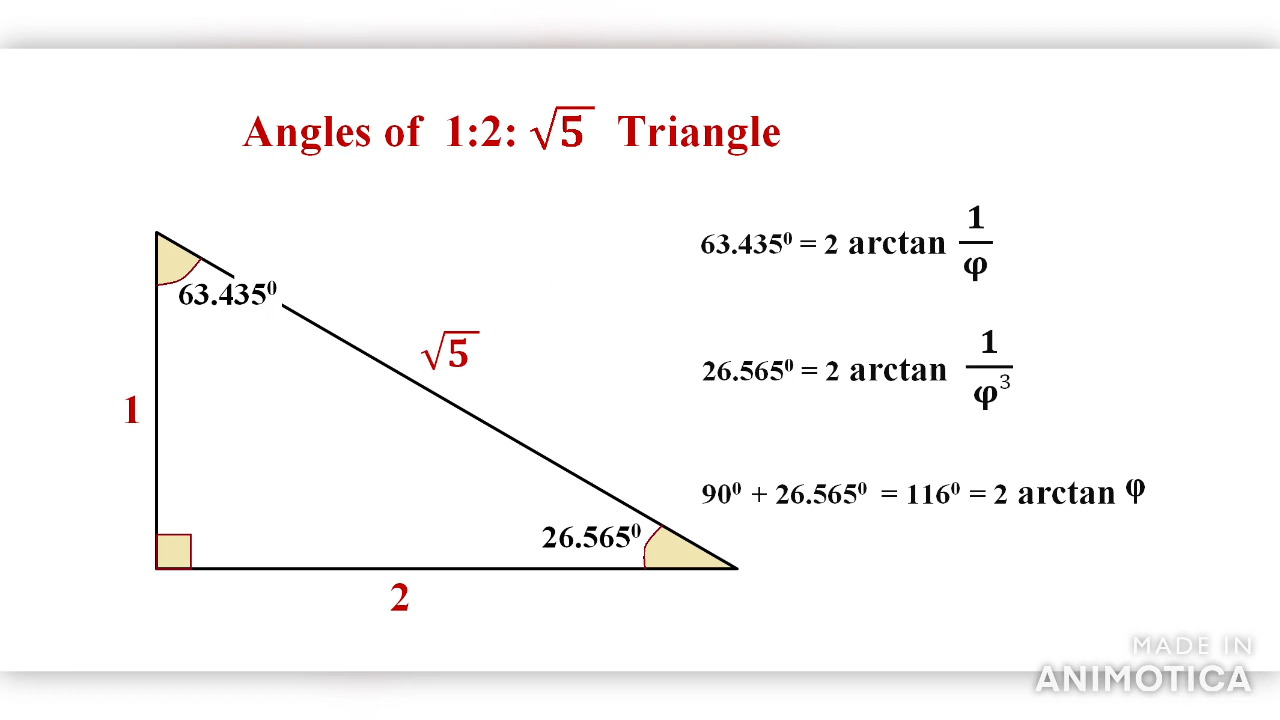 Angles of 1:2: √5 Triangle
63.435⁰ = 2 arctan 1/φ
63.435⁰
√5
26.565⁰ = 2 arctan 1/φ³
1
90⁰ + 26.565⁰ = 116⁰ = 2 arctan φ
26.565⁰
2
MADE IN
ANIMOTICA